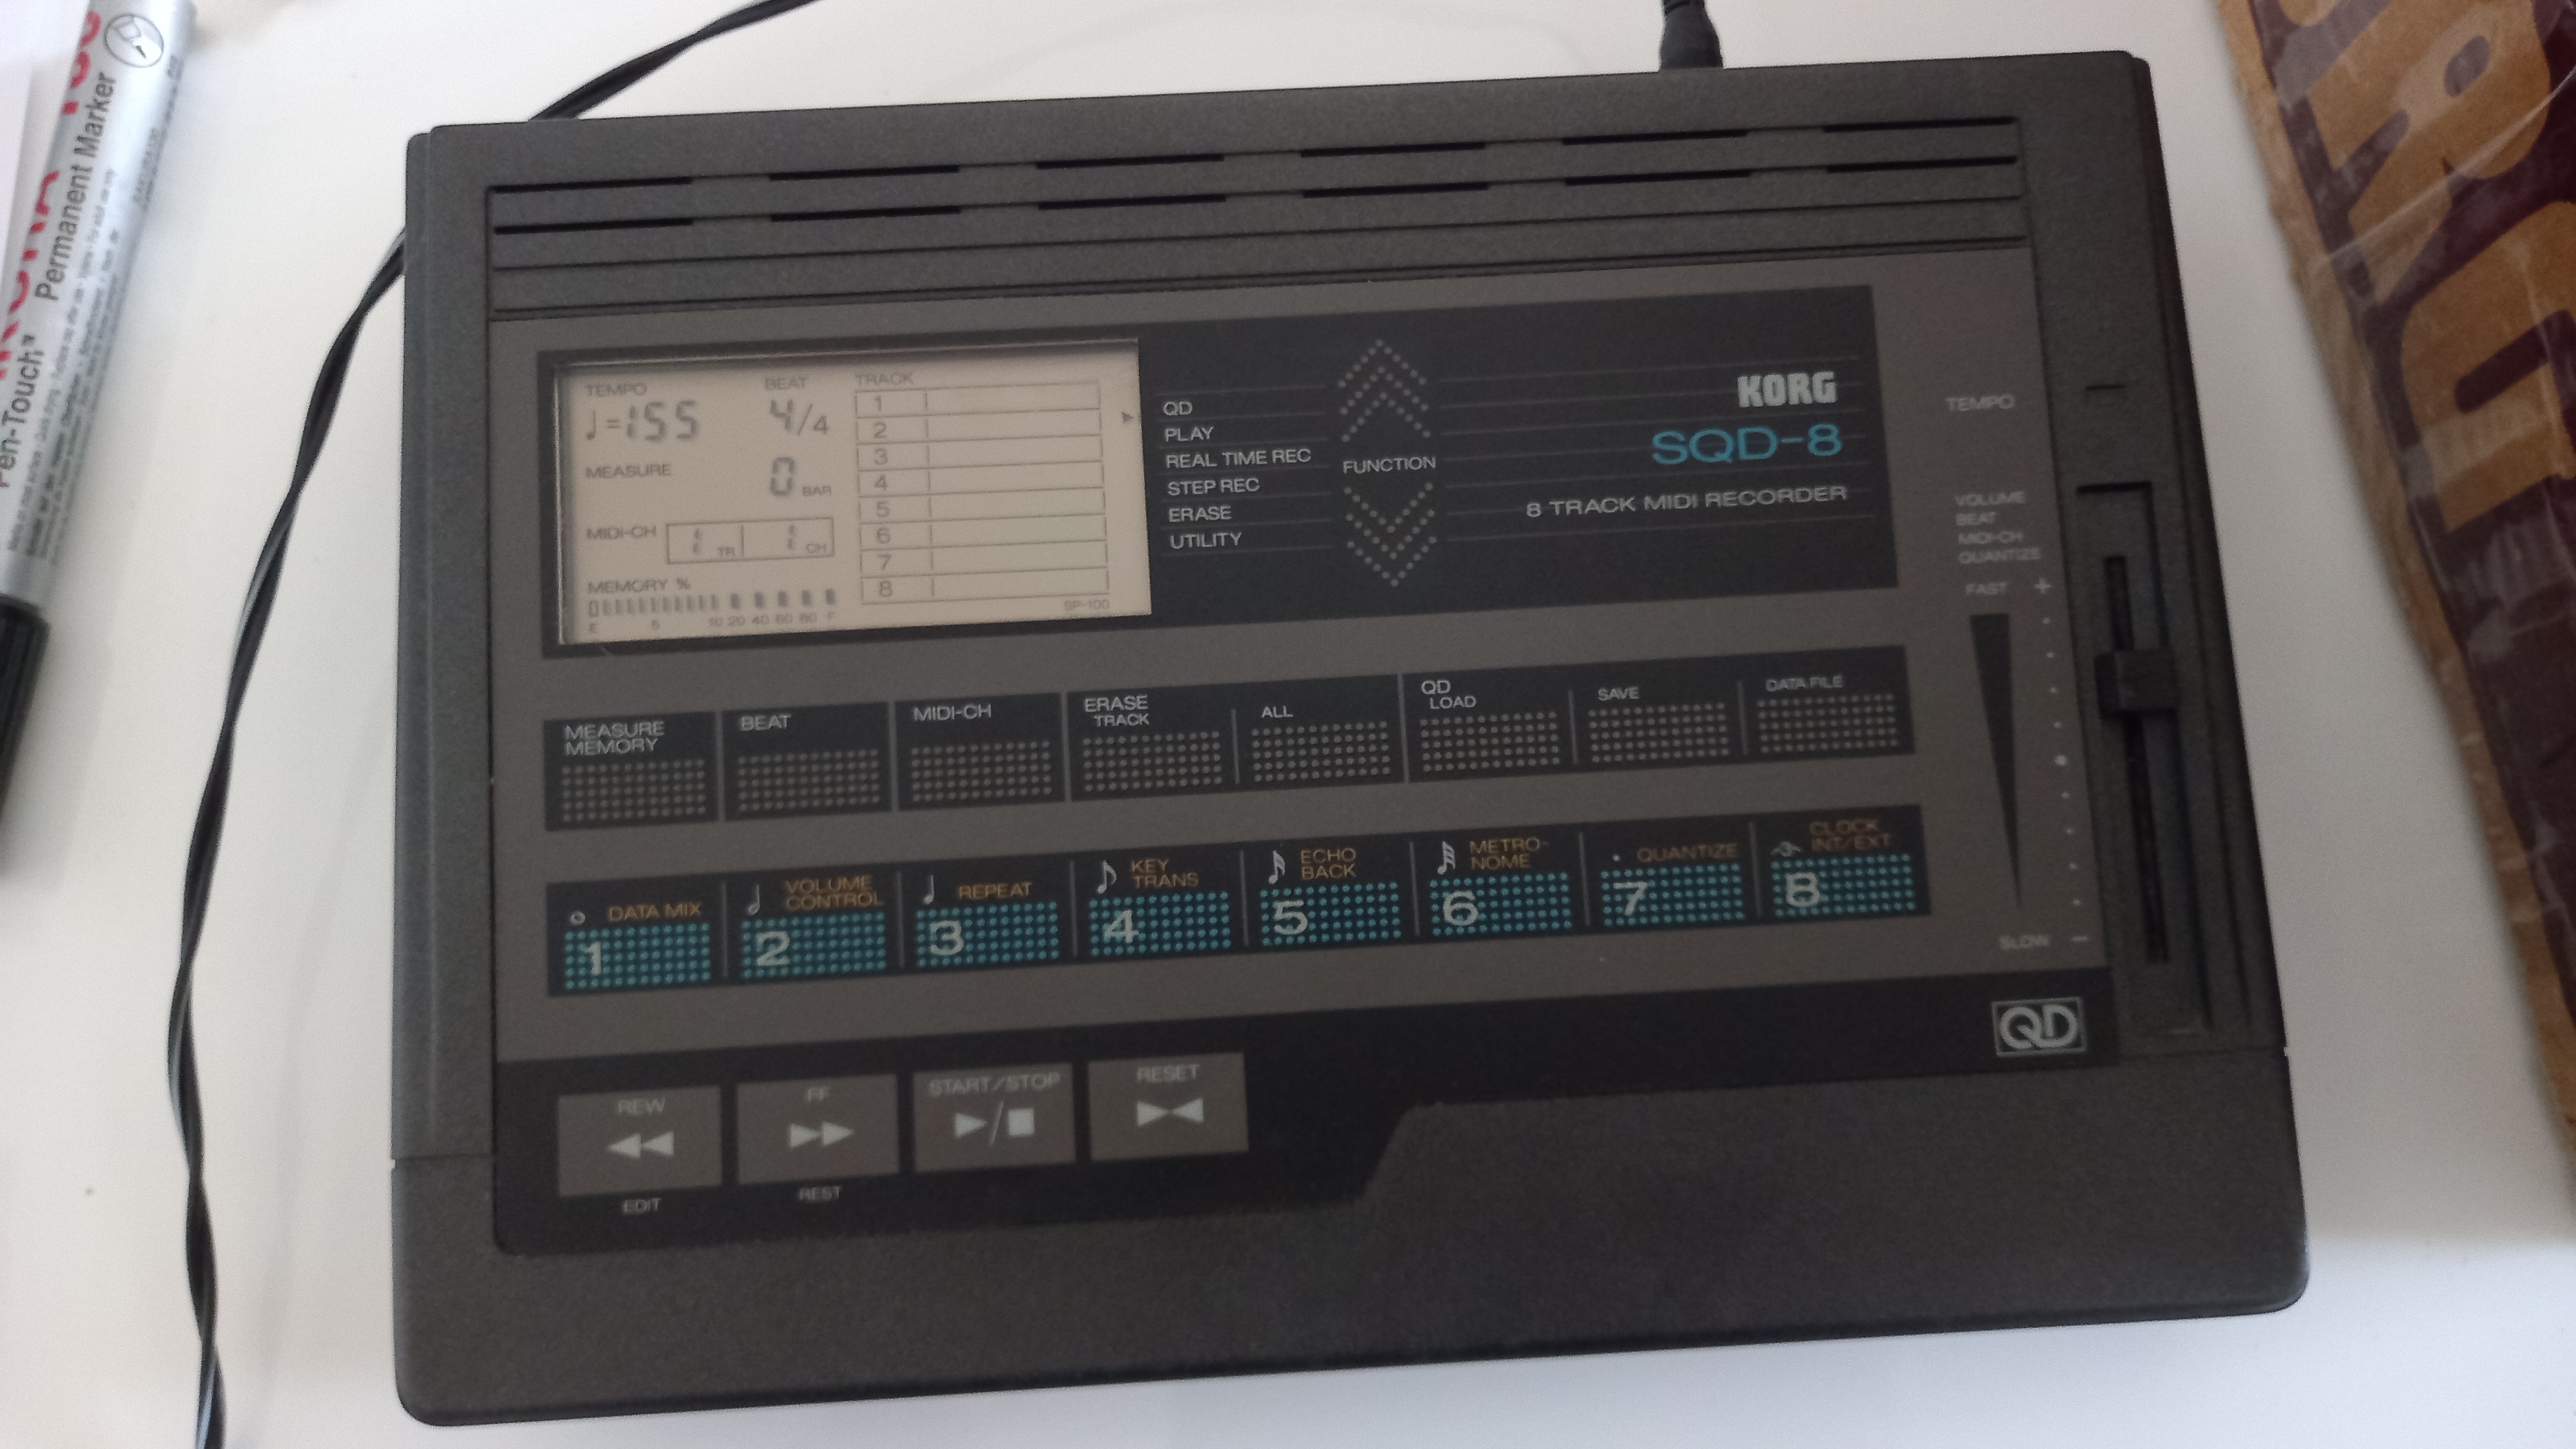 Permanent Marker
Pen-Touch™
TEMPO
BEAT
TRACK
♩=155
4/4
MEASURE
0 BAR
MIDI-CH
1 TR
1 CH
MEMORY %
E 5 10 20 40 60 80 F
1
2
3
4
5
6
7
8
SP-100
QD
PLAY
REAL TIME REC
STEP REC
ERASE
UTILITY
FUNCTION
KORG
SQD-8
8 TRACK MIDI RECORDER
TEMPO
VOLUME
BEAT
MIDI-CH
QUANTIZE
FAST +
SLOW −
MEASURE
MEMORY
BEAT
MIDI-CH
ERASE
TRACK
ALL
QD
LOAD
SAVE
DATA FILE
DATA MIX
1
VOLUME
CONTROL
2
REPEAT
3
KEY
TRANS
4
ECHO
BACK
5
METRO-
NOME
6
QUANTIZE
7
CLOCK
INT/EXT
8
QD
REW
EDIT
FF
REST
START/STOP
RESET